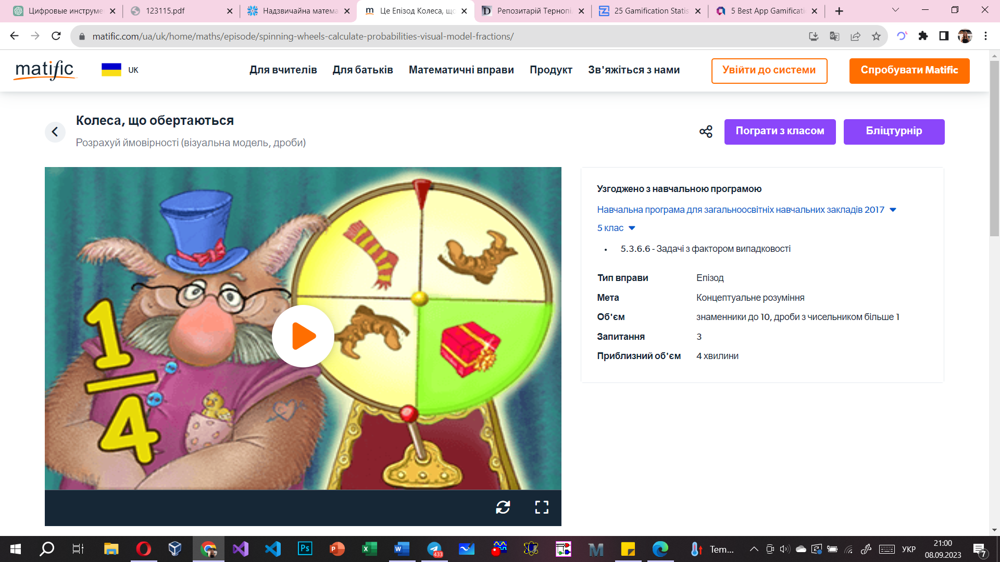 Цифровые инструме
123115.pdf
Надзвичайна матема
Це Епізод Колеса, що
Репозитарій Терноп
25 Gamification Statis
5 Best App Gamificati
matific.com/ua/uk/home/maths/episode/spinning-wheels-calculate-probabilities-visual-model-fractions/
matific
UK
Для вчителів
Для батьків
Математичні вправи
Продукт
Зв'яжіться з нами
Увійти до системи
Спробувати Matific
Колеса, що обертаються
Розрахуй ймовірності (візуальна модель, дроби)
Пограти з класом
Бліцтурнір
1
4
Узгоджено з навчальною програмою
Навчальна програма для загальноосвітніх навчальних закладів 2017
5 клас
• 5.3.6.6 - Задачі з фактором випадковості
Тип вправи Епізод
Мета Концептуальне розуміння
Об'єм знаменники до 10, дроби з чисельником більше 1
Запитання 3
Приблизний об'єм 4 хвилини
433
Tem...
УКР
21:00
08.09.2023
7